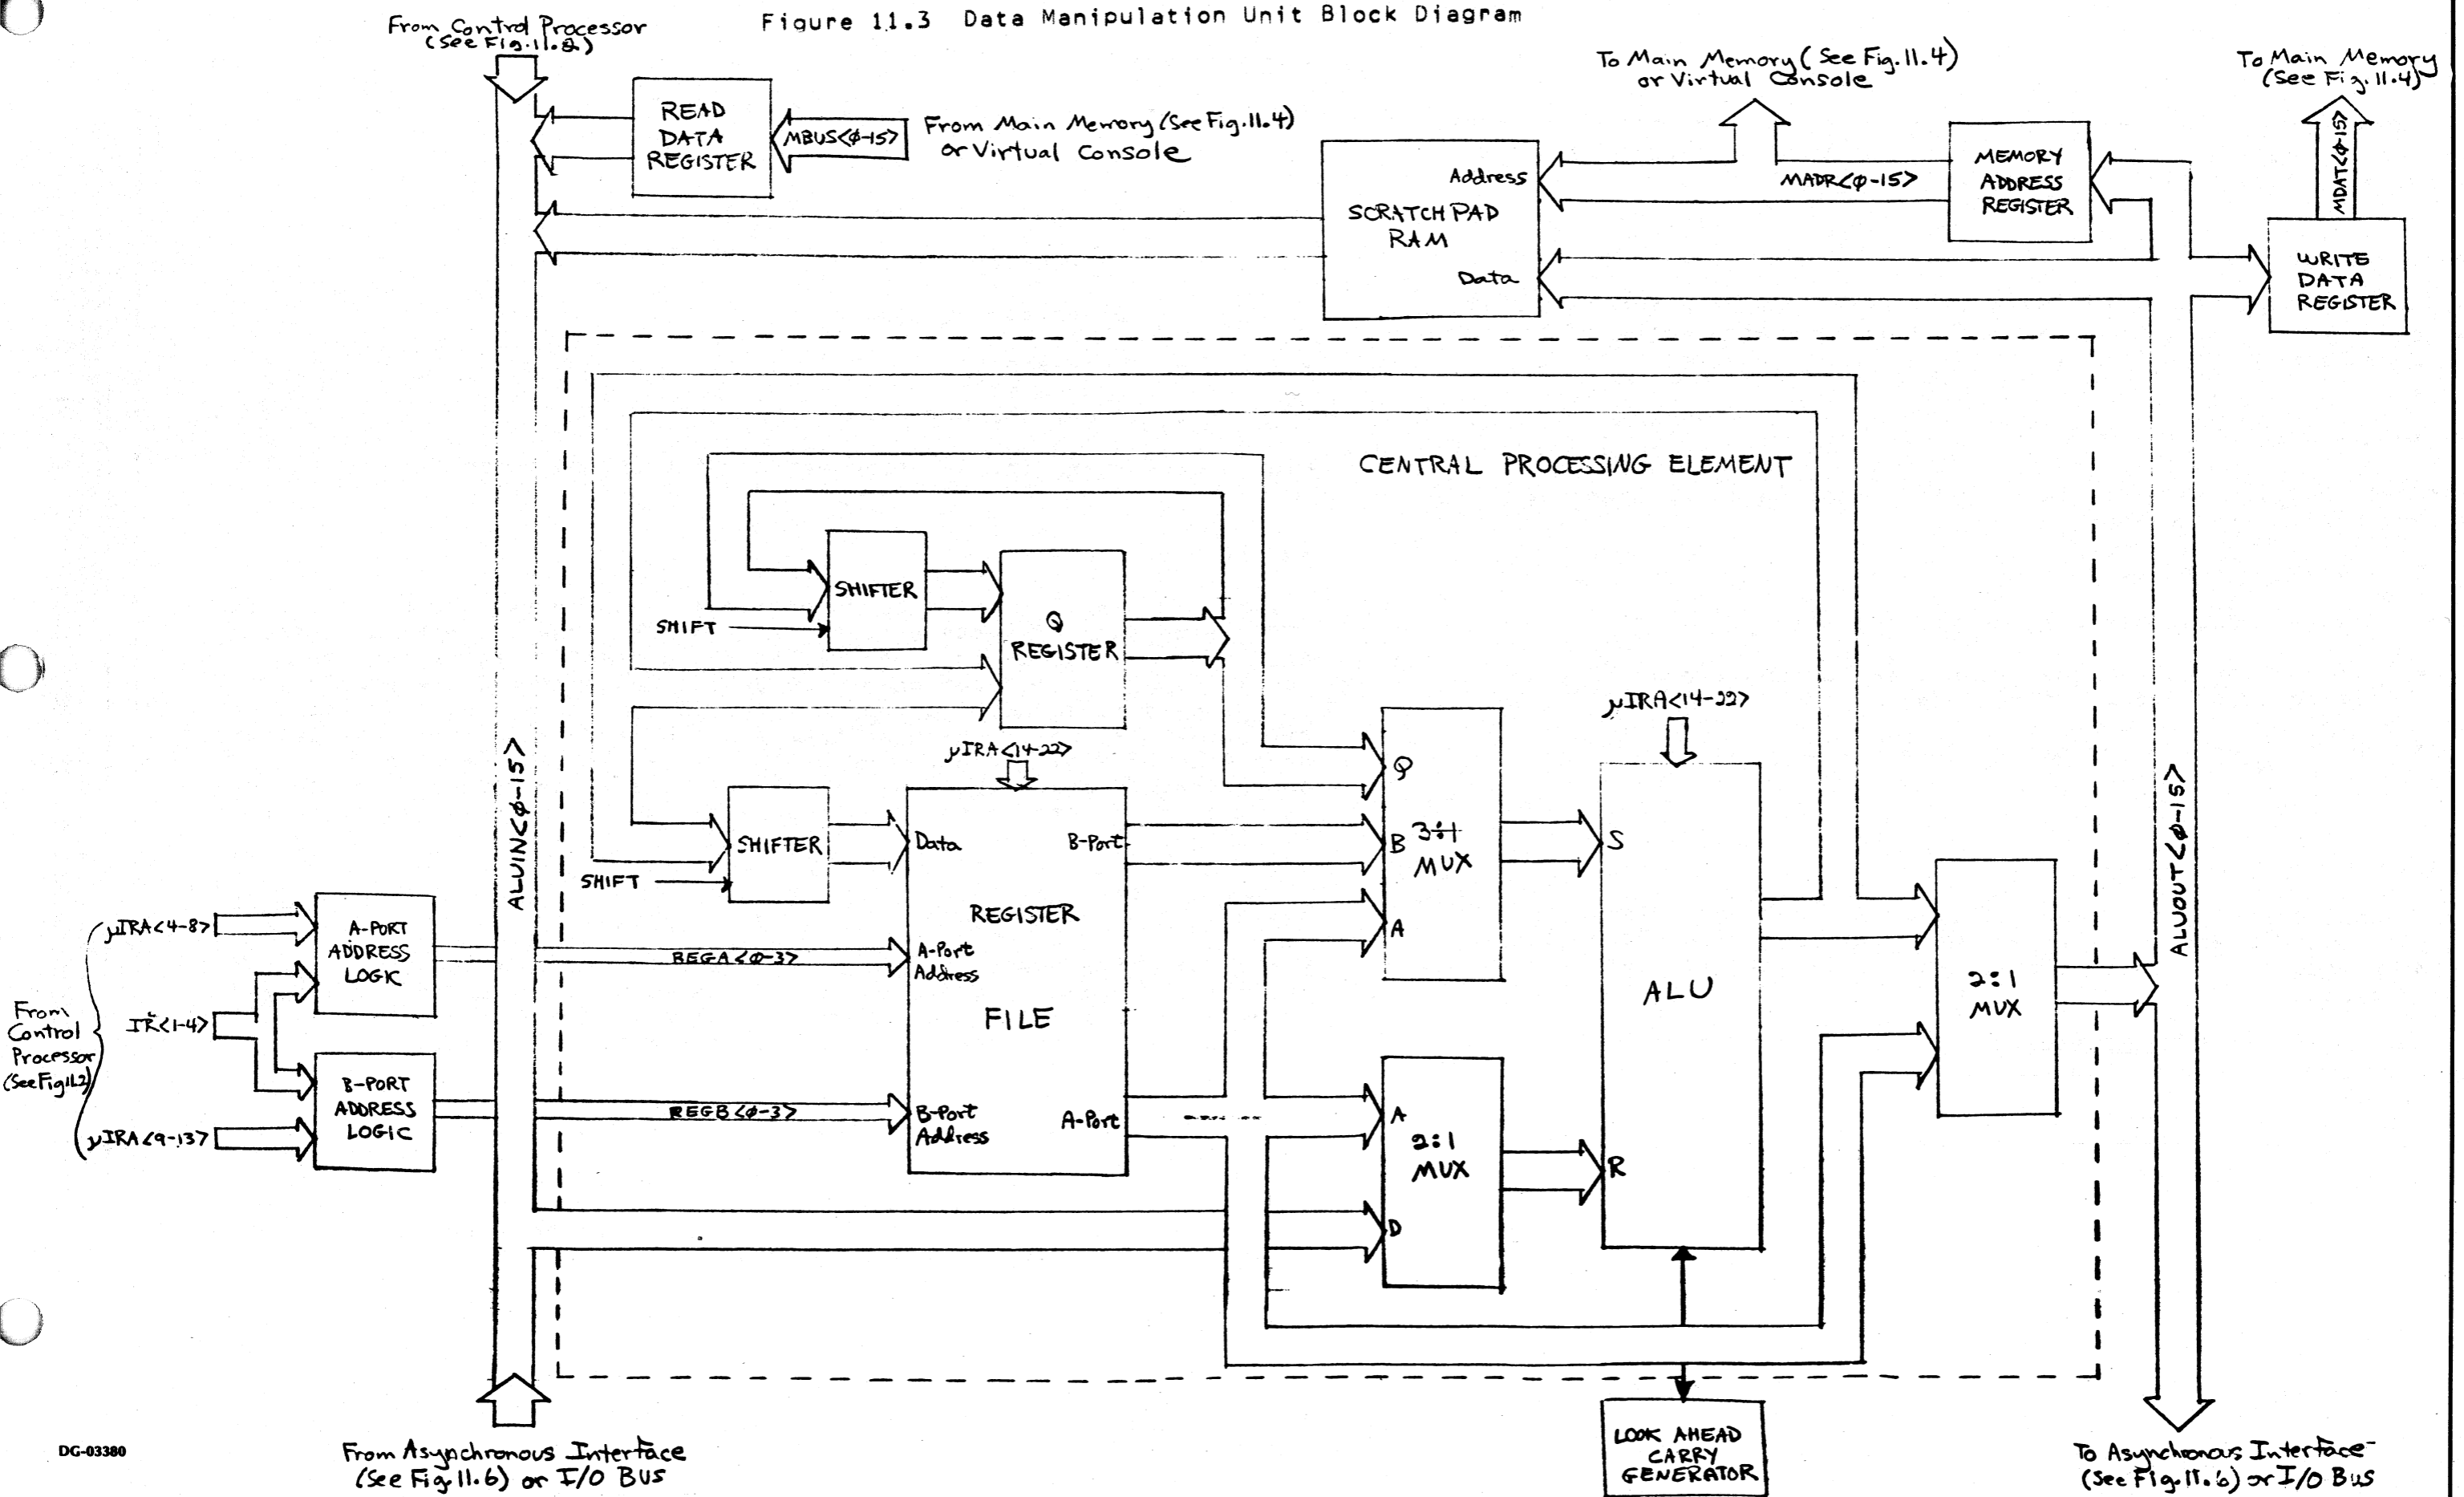 Figure 11.3 Data Manipulation Unit Block Diagram
From Control Processor
(See Fig.11.2)
To Main Memory (See Fig.11.4)
or Virtual Console
To Main Memory
(See Fig.11.4)
READ
DATA
REGISTER
MBUS<φ-15>
From Main Memory (See Fig.11.4)
or Virtual Console
Address
SCRATCH PAD
RAM
Data
MADR<φ-15>
MEMORY
ADDRESS
REGISTER
MDAT<φ-15>
WRITE
DATA
REGISTER
CENTRAL PROCESSING ELEMENT
SHIFTER
SHIFT
Q
REGISTER
μIRA<14-22>
μIRA<14-22>
ALUIN<φ-15>
SHIFTER
SHIFT
Data
B-Port
REGISTER
A-Port
Address
FILE
B-Port
Address
A-Port
Q
B
A
3:1
MUX
S
ALU
R
A
2:1
MUX
D
2:1
MUX
ALUOUT<φ-15>
μIRA<4-8>
A-PORT
ADDRESS
LOGIC
REGA<φ-3>
From
Control
Processor
(See Fig11.2)
IR<1-4>
B-PORT
ADDRESS
LOGIC
REGB<φ-3>
μIRA<9-13>
LOOK AHEAD
CARRY
GENERATOR
DG-03380
From Asynchronous Interface
(See Fig.11.6) or I/O BUS
To Asynchronous Interface
(See Fig.11.6) or I/O Bus